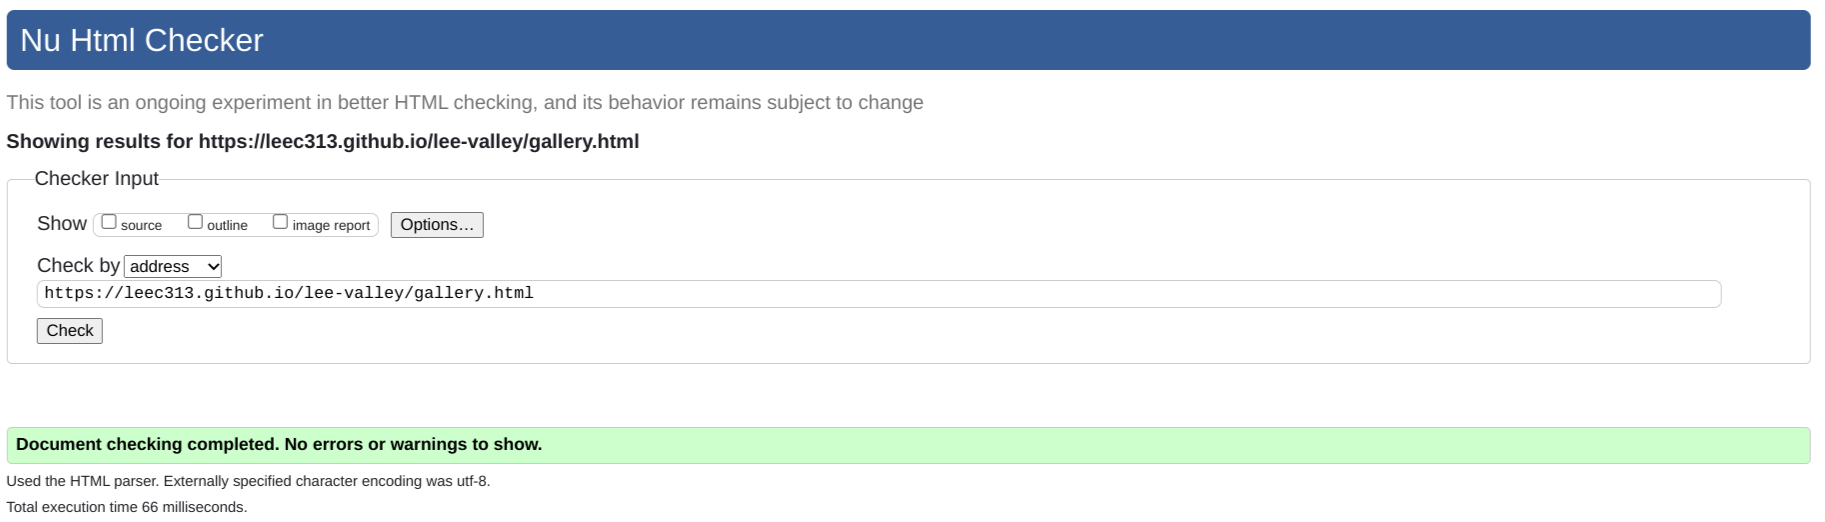 Nu Html Checker
This tool is an ongoing experiment in better HTML checking, and its behavior remains subject to change
Showing results for https://leec313.github.io/lee-valley/gallery.html
Checker Input
Show source outline image report Options…
Check by address
https://leec313.github.io/lee-valley/gallery.html
Check
Document checking completed. No errors or warnings to show.
Used the HTML parser. Externally specified character encoding was utf-8.
Total execution time 66 milliseconds.